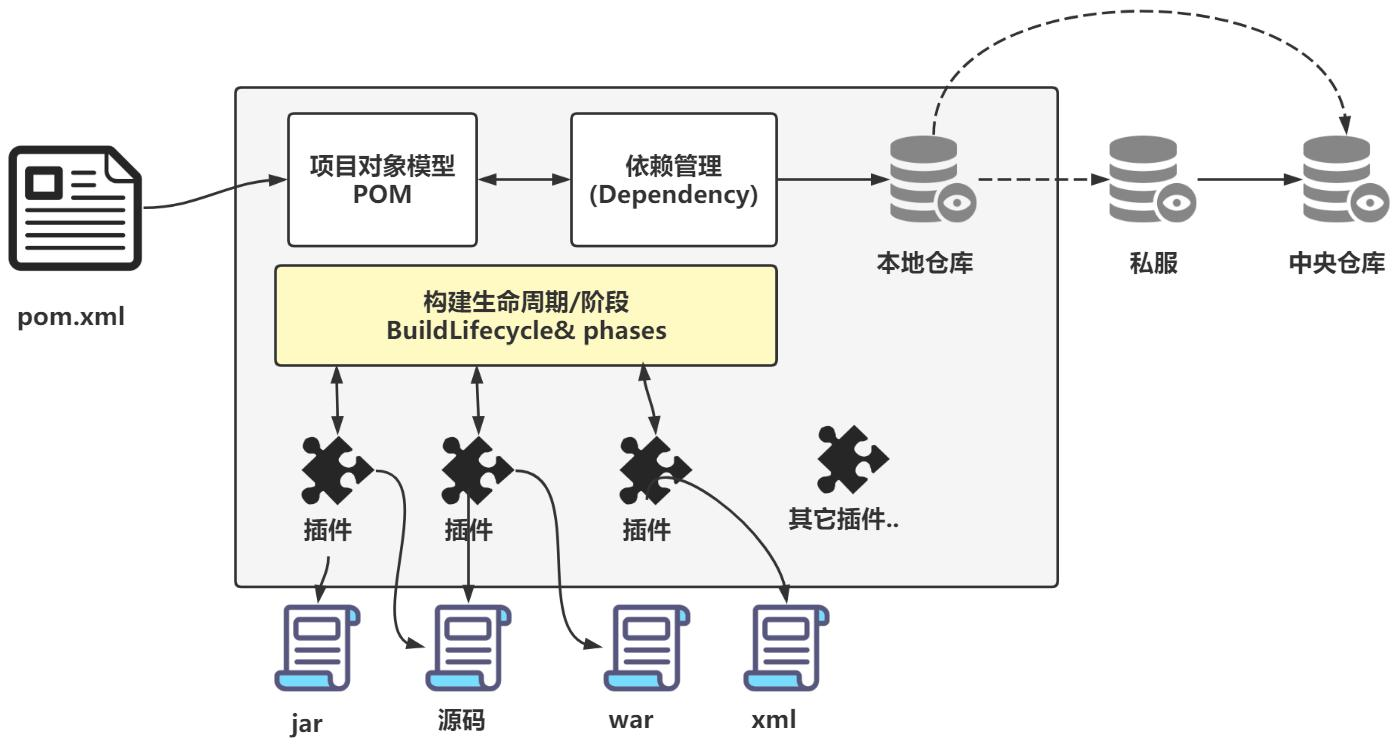 项目对象模型
POM
依赖管理
(Dependency)
本地仓库
私服
中央仓库
pom.xml
构建生命周期/阶段
BuildLifecycle& phases
插件
插件
插件
其它插件..
jar
源码
war
xml